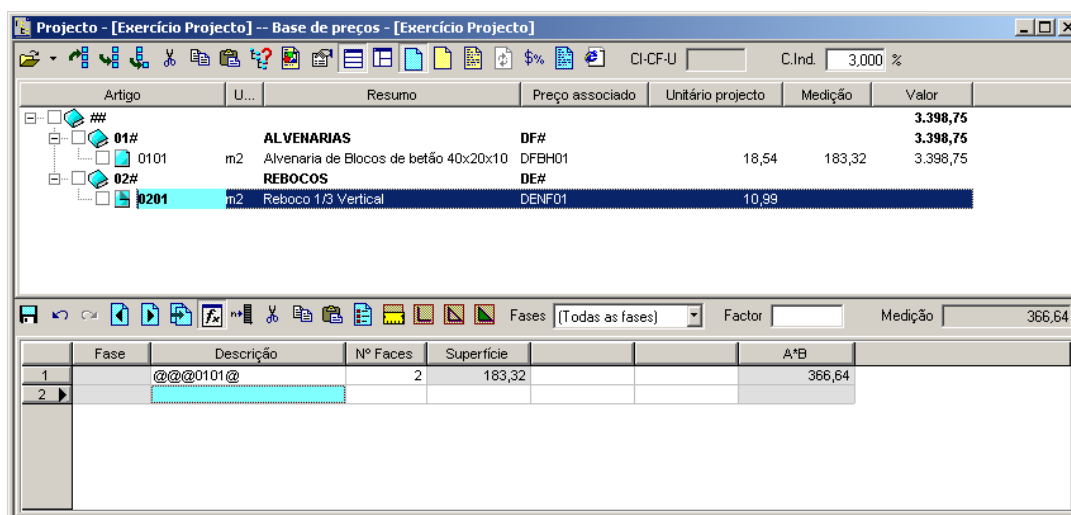 Projecto - [Exercício Projecto] -- Base de preços - [Exercício Projecto]
CI-CF-U C.Ind. 3,000 %
Artigo U... Resumo Preço associado Unitário projecto Medição Valor
## 3.398,75
01# ALVENARIAS DF# 3.398,75
0101 m2 Alvenaria de Blocos de betão 40x20x10 DFBH01 18,54 183,32 3.398,75
02# REBOCOS DE#
0201 m2 Reboco 1/3 Vertical DENF01 10,99
Fases (Todas as fases) Factor Medição 366,64
Fase Descrição Nº Faces Superfície A*B
1 @@@0101@ 2 183,32 366,64
2